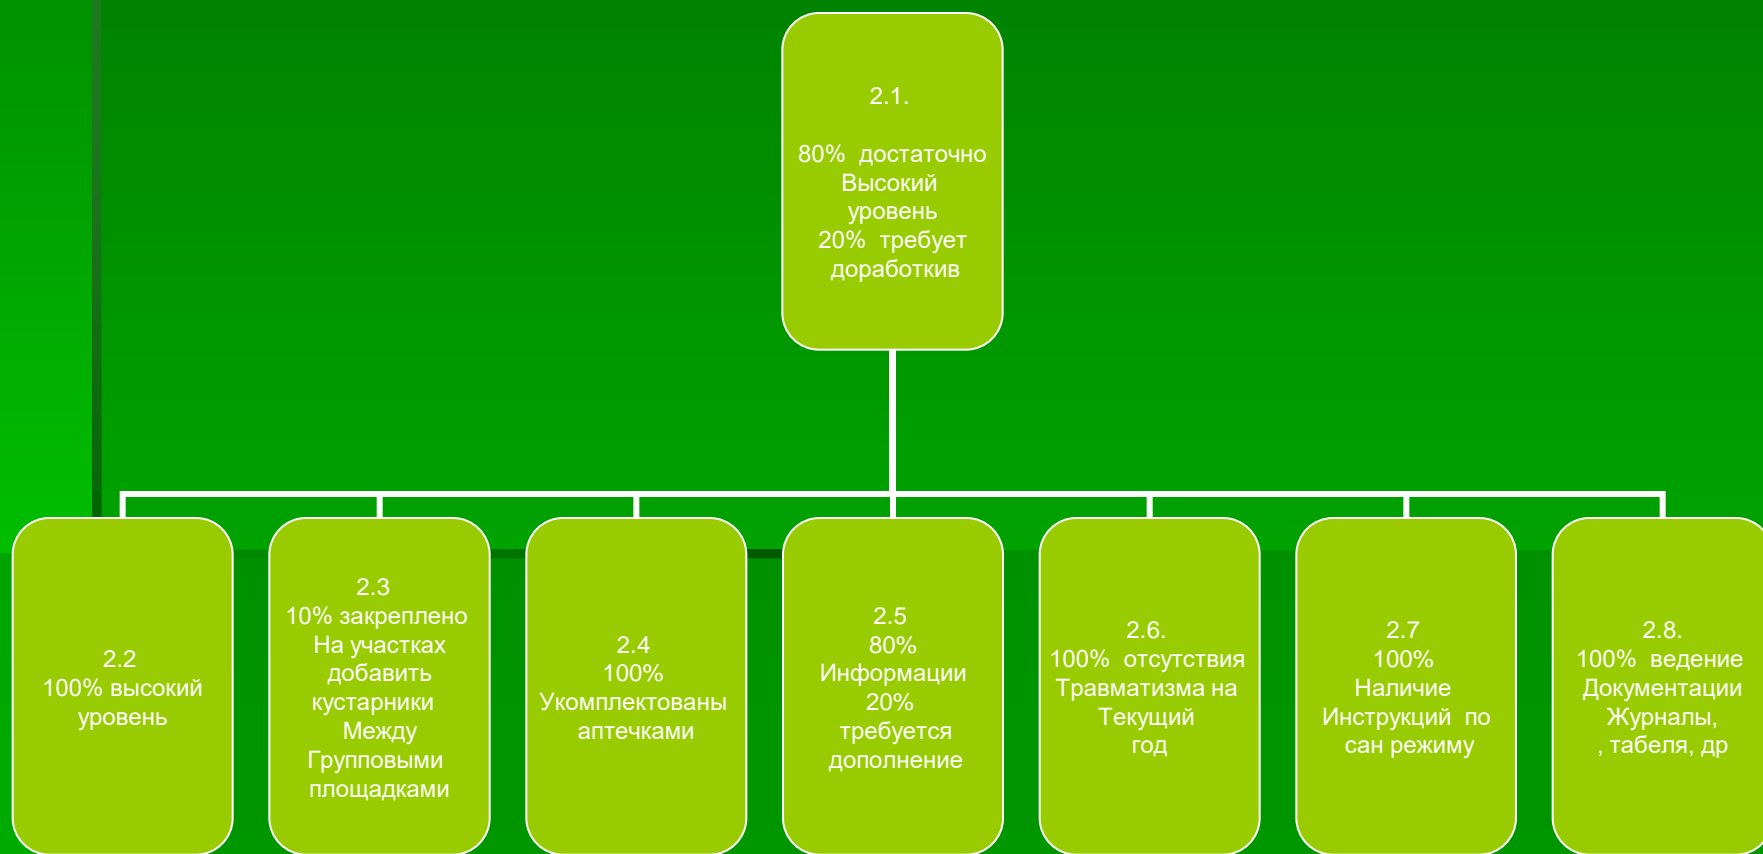 2.1.
80% достаточно
Высокий
уровень
20% требует
доработкив
2.2
100% высокий
уровень
2.3
10% закреплено
На участках
добавить
кустарники
Между
Групповыми
площадками
2.4
100%
Укомплектованы
аптечками
2.5
80%
Информации
20%
требуется
дополнение
2.6.
100% отсутствия
Травматизма на
Текущий
год
2.7
100%
Наличие
Инструкций по
сан режиму
2.8.
100% ведение
Документации
Журналы,
, табеля, др